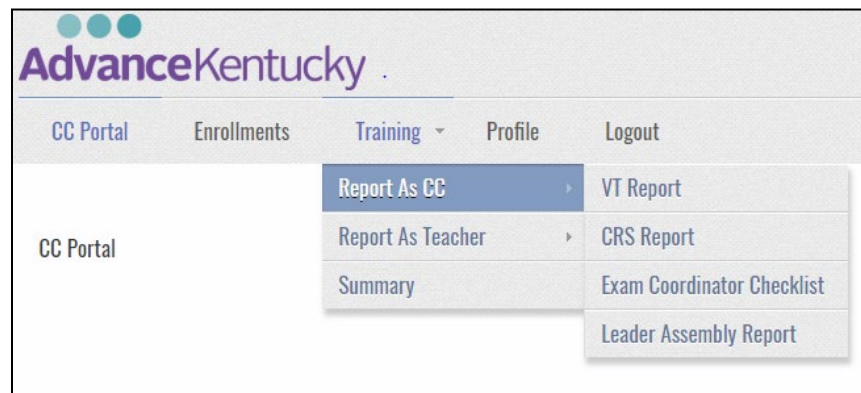 AdvanceKentucky .
CC Portal Enrollments Training Profile Logout
Report As CC VT Report
CC Portal Report As Teacher CRS Report
Summary Exam Coordinator Checklist
Leader Assembly Report